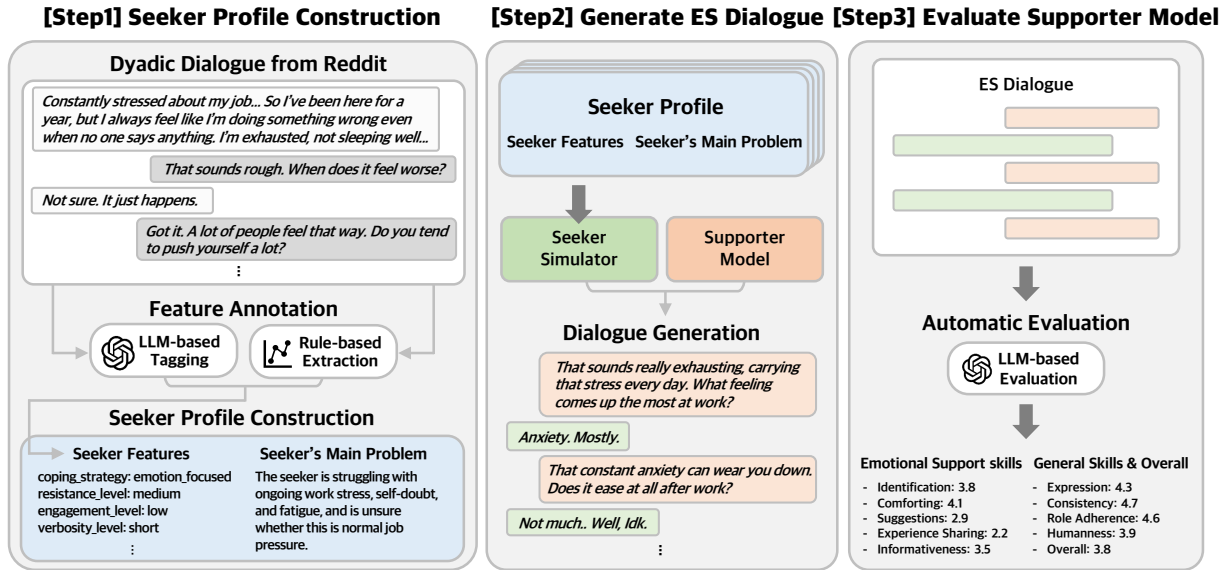 [Step1] Seeker Profile Construction
Dyadic Dialogue from Reddit
Constantly stressed about my job... So I've been here for a
year, but I always feel like I'm doing something wrong even
when no one says anything. I'm exhausted, not sleeping well...
That sounds rough. When does it feel worse?
Not sure. It just happens.
Got it. A lot of people feel that way. Do you tend
to push yourself a lot?
⋮
Feature Annotation
LLM-based
Tagging
Rule-based
Extraction
Seeker Profile Construction
Seeker Features
coping_strategy: emotion_focused
resistance_level: medium
engagement_level: low
verbosity_level: short
⋮
Seeker's Main Problem
The seeker is struggling with
ongoing work stress, self-doubt,
and fatigue, and is unsure
whether this is normal job
pressure.
[Step2] Generate ES Dialogue
Seeker Profile
Seeker Features Seeker's Main Problem
Seeker
Simulator
Supporter
Model
Dialogue Generation
That sounds really exhausting, carrying
that stress every day. What feeling
comes up the most at work?
Anxiety. Mostly.
That constant anxiety can wear you down.
Does it ease at all after work?
Not much.. Well, Idk.
⋮
[Step3] Evaluate Supporter Model
ES Dialogue
Automatic Evaluation
LLM-based
Evaluation
Emotional Support skills
- Identification: 3.8
- Comforting: 4.1
- Suggestions: 2.9
- Experience Sharing: 2.2
- Informativeness: 3.5
General Skills & Overall
- Expression: 4.3
- Consistency: 4.7
- Role Adherence: 4.6
- Humanness: 3.9
- Overall: 3.8